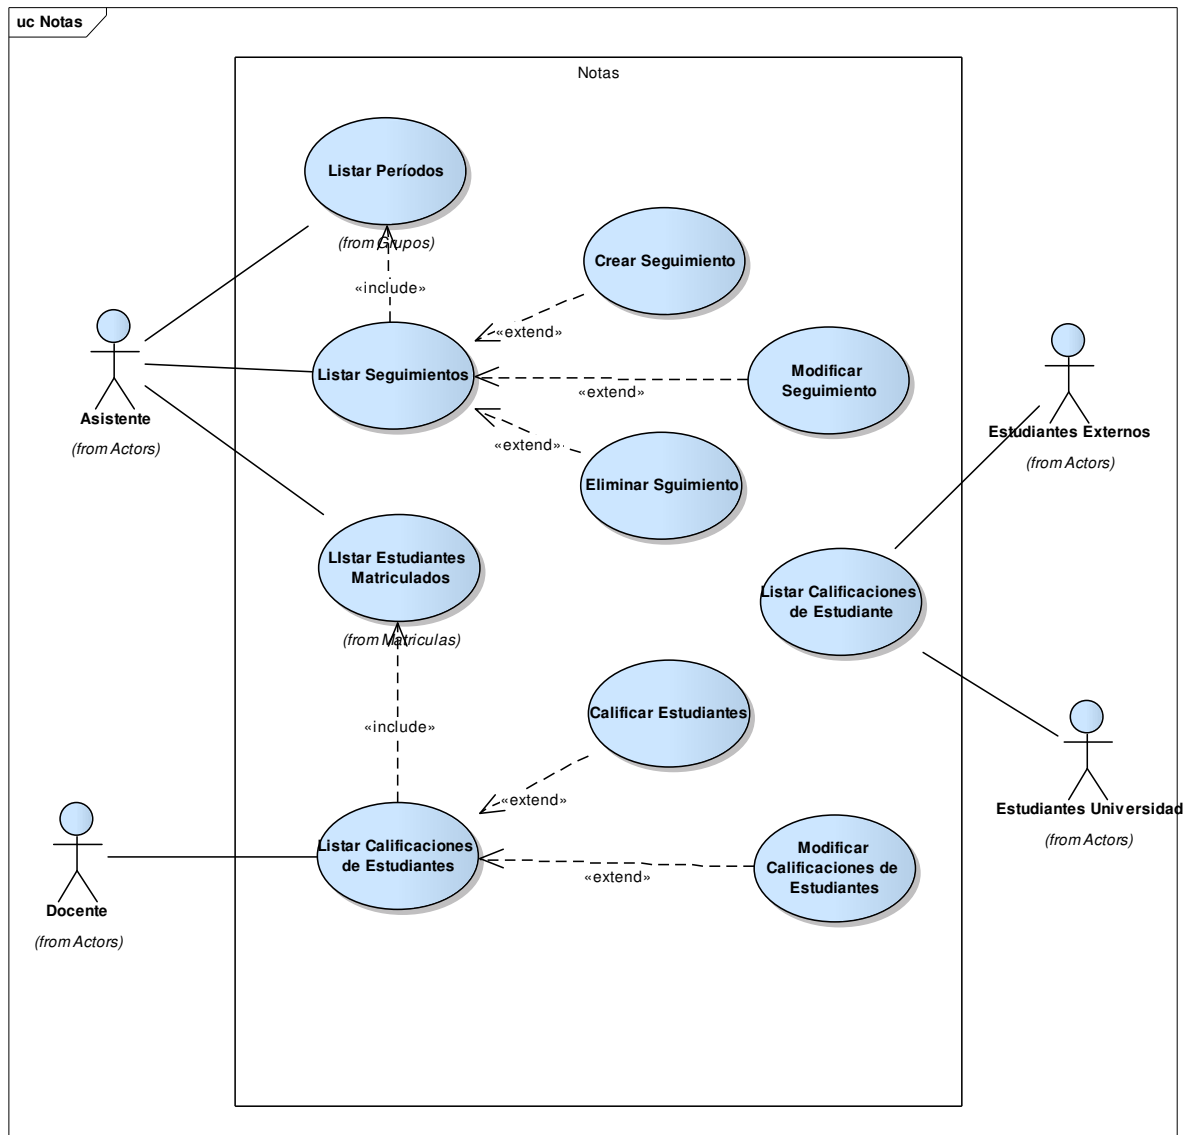 uc Notas
Notas
Listar Períodos
(from Grupos)
«include»
Crear Seguimiento
«extend»
Listar Seguimientos
Modificar
Seguimiento
«extend»
«extend»
Eliminar Sguimiento
Asistente
(from Actors)
Estudiantes Externos
(from Actors)
LIstar Estudiantes
Matriculados
(from Matriculas)
Listar Calificaciones
de Estudiante
«include»
Calificar Estudiantes
«extend»
Estudiantes Universidad
(from Actors)
Listar Calificaciones
de Estudiantes
Modificar
Calificaciones de
Estudiantes
«extend»
Docente
(from Actors)